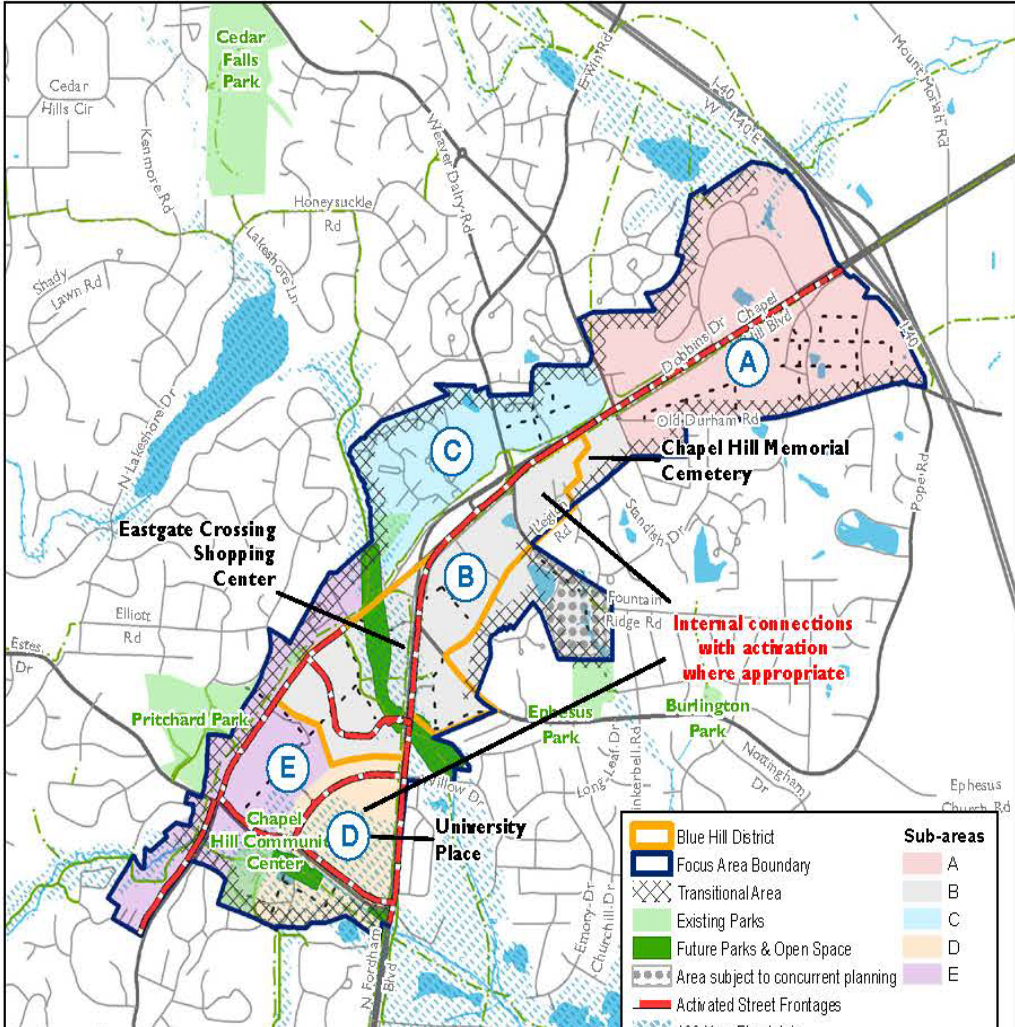 Cedar
Falls
Park
Cedar
Hills Cir
Kenmore Rd
Weaver Dairy Rd
Erwin Rd
I-40 W
I-40 E
Mount Moriah Rd
Honeysuckle
Rd
Lakeshore Ln
Shady
Lawn Rd
N Lakeshore Dr
Dobbins Dr
Chapel
Hill Blvd
A
I-40
Old Durham Rd
C
Chapel Hill Memorial
Cemetery
Pope Rd
Legion
Rd
Standish Dr
Eastgate Crossing
Shopping
Center
B
Fountain
Ridge Rd
Elliott
Rd
Estes
Dr
Internal connections
with activation
where appropriate
Pritchard Park
Ephesus
Park
Burlington
Park
Long-Leaf Dr
Nottingham
Dr
Ephesus
Church Rd
E
Willow Dr
Chapel
Hill Communi
Center
D
University
Place
Emory Dr
Churchill Dr
N Fordham
Blvd
Blue Hill District
Focus Area Boundary
Transitional Area
Existing Parks
Future Parks & Open Space
Area subject to concurrent planning
Activated Street Frontages
Sub-areas
A
B
C
D
E